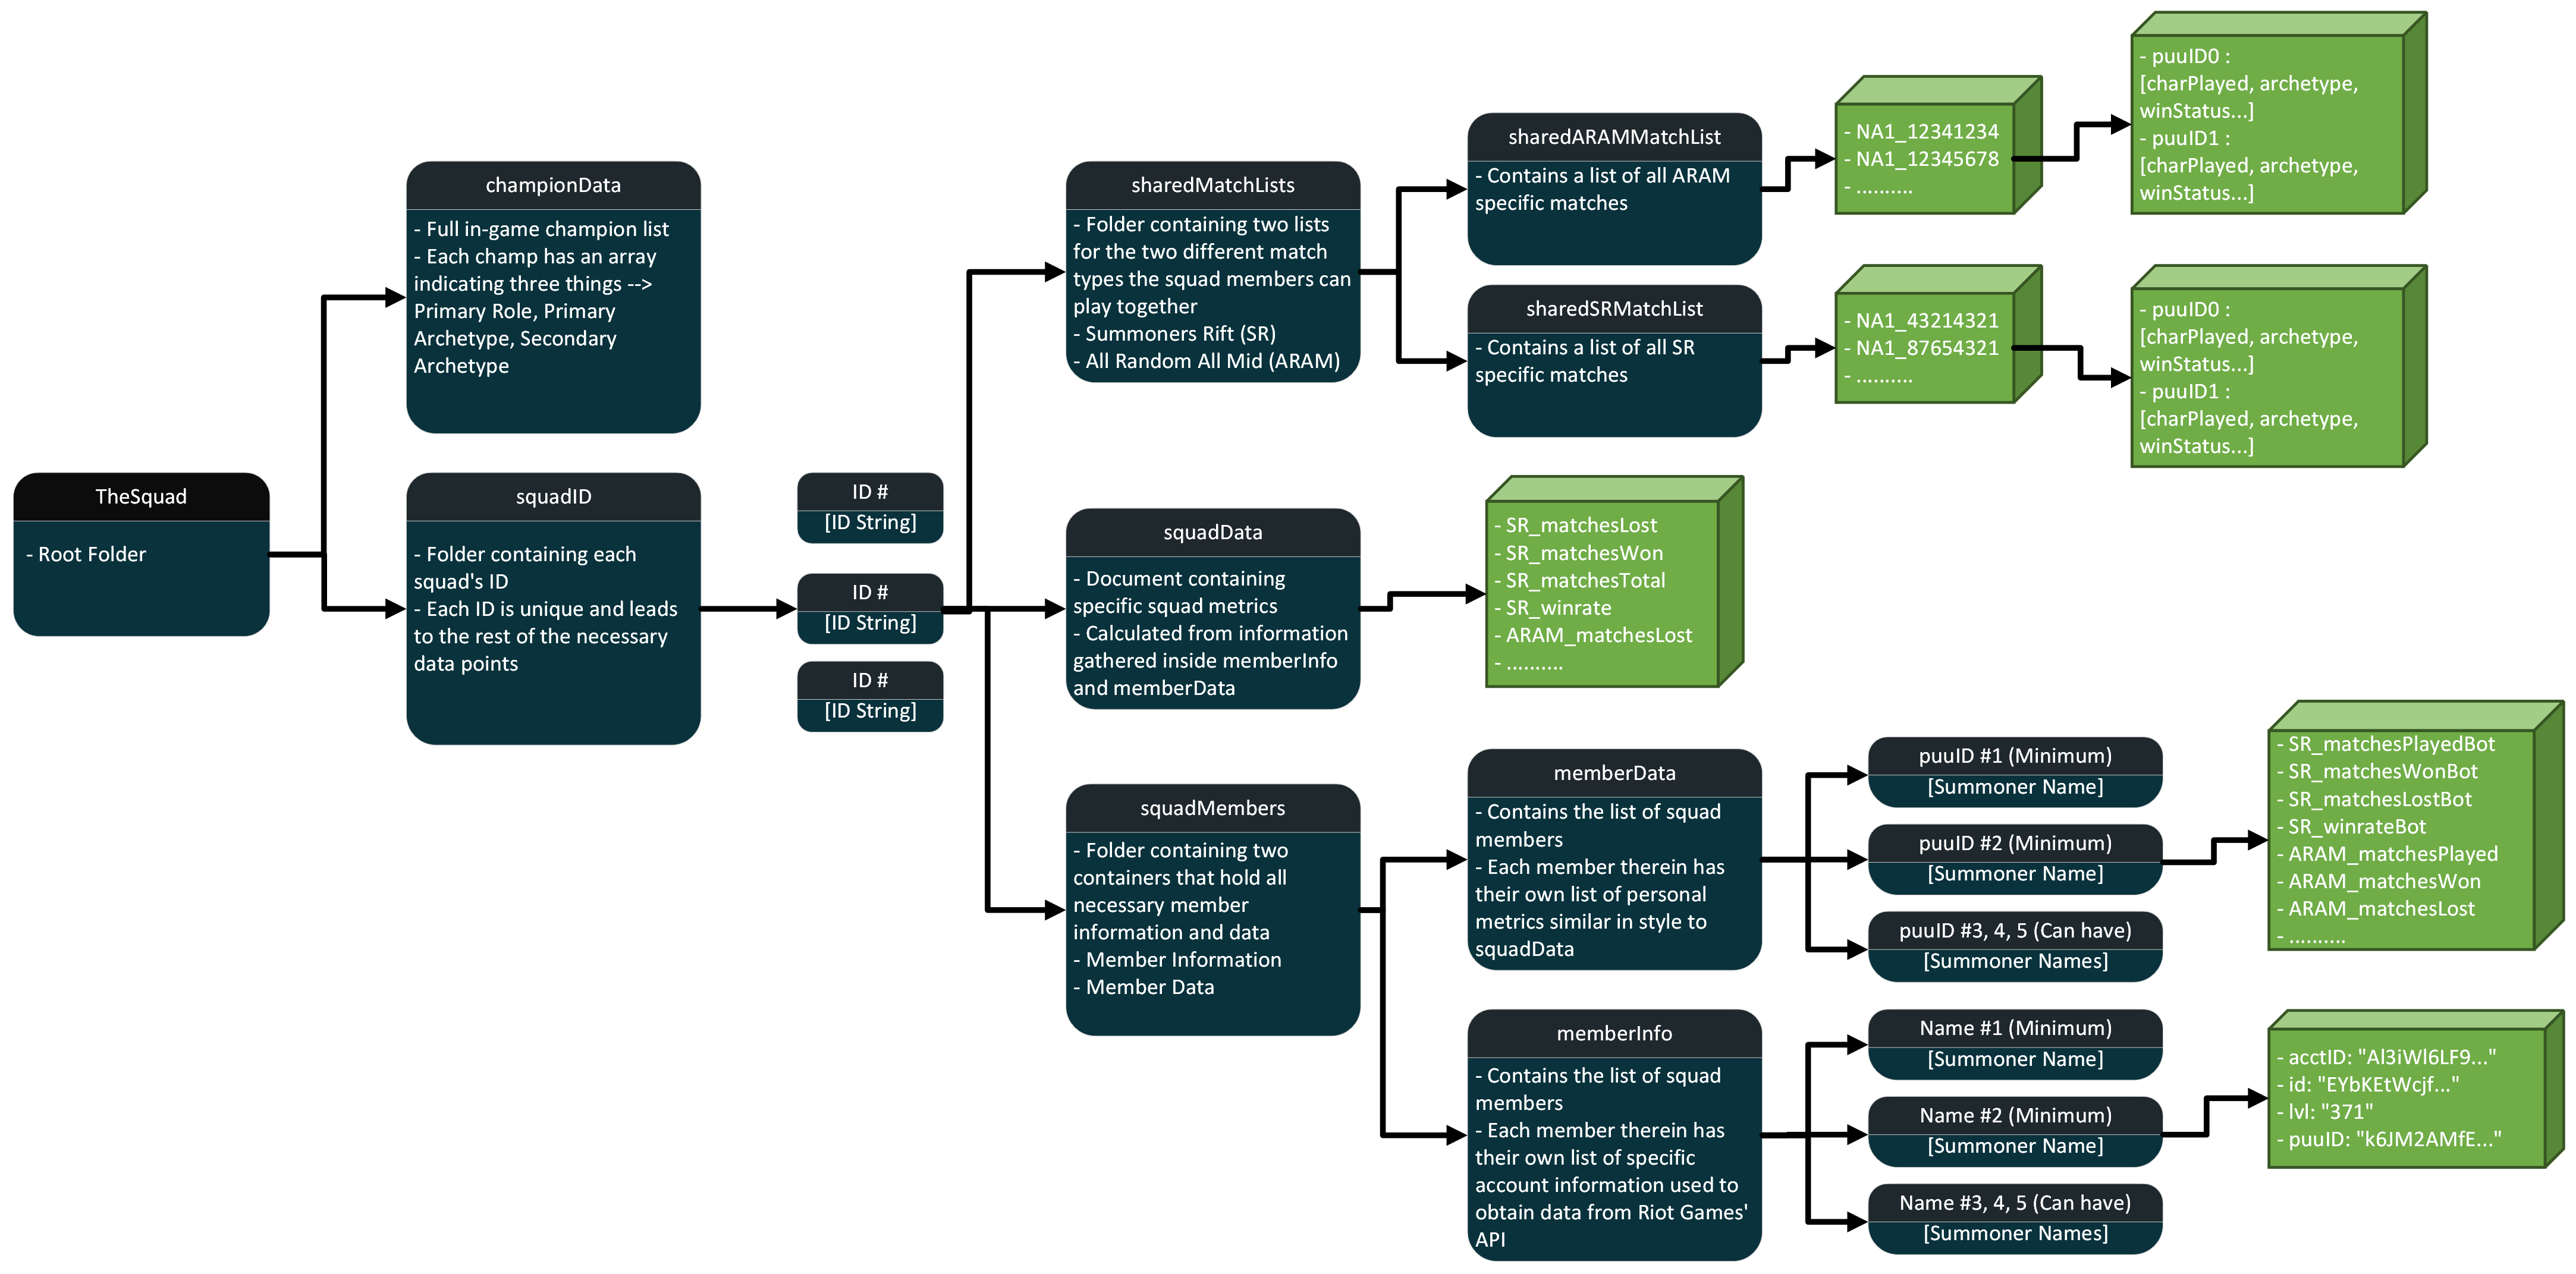 TheSquad
- Root Folder
championData
- Full in-game champion list
- Each champ has an array
indicating three things -->
Primary Role, Primary
Archetype, Secondary
Archetype
squadID
- Folder containing each
squad's ID
- Each ID is unique and leads
to the rest of the necessary
data points
ID #
[ID String]
ID #
[ID String]
ID #
[ID String]
sharedMatchLists
- Folder containing two lists
for the two different match
types the squad members can
play together
- Summoners Rift (SR)
- All Random All Mid (ARAM)
sharedARAMMatchList
- Contains a list of all ARAM
specific matches
- NA1_12341234
- NA1_12345678
- ..........
- puuID0 :
[charPlayed, archetype,
winStatus...]
- puuID1 :
[charPlayed, archetype,
winStatus...]
sharedSRMatchList
- Contains a list of all SR
specific matches
- NA1_43214321
- NA1_87654321
- ..........
- puuID0 :
[charPlayed, archetype,
winStatus...]
- puuID1 :
[charPlayed, archetype,
winStatus...]
squadData
- Document containing
specific squad metrics
- Calculated from information
gathered inside memberInfo
and memberData
- SR_matchesLost
- SR_matchesWon
- SR_matchesTotal
- SR_winrate
- ARAM_matchesLost
- ..........
squadMembers
- Folder containing two
containers that hold all
necessary member
information and data
- Member Information
- Member Data
memberData
- Contains the list of squad
members
- Each member therein has
their own list of personal
metrics similar in style to
squadData
puuID #1 (Minimum)
[Summoner Name]
puuID #2 (Minimum)
[Summoner Name]
puuID #3, 4, 5 (Can have)
[Summoner Names]
- SR_matchesPlayedBot
- SR_matchesWonBot
- SR_matchesLostBot
- SR_winrateBot
- ARAM_matchesPlayed
- ARAM_matchesWon
- ARAM_matchesLost
- ..........
memberInfo
- Contains the list of squad
members
- Each member therein has
their own list of specific
account information used to
obtain data from Riot Games'
API
Name #1 (Minimum)
[Summoner Name]
Name #2 (Minimum)
[Summoner Name]
Name #3, 4, 5 (Can have)
[Summoner Names]
- acctID: "Al3iWl6LF9..."
- id: "EYbKEtWcjf..."
- lvl: "371"
- puuID: "k6JM2AMfE..."